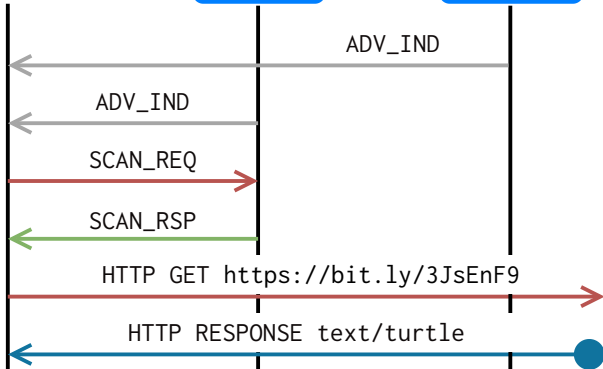 ADV_IND
ADV_IND
SCAN_REQ
SCAN_RSP
HTTP GET https://bit.ly/3JsEnF9
HTTP RESPONSE text/turtle